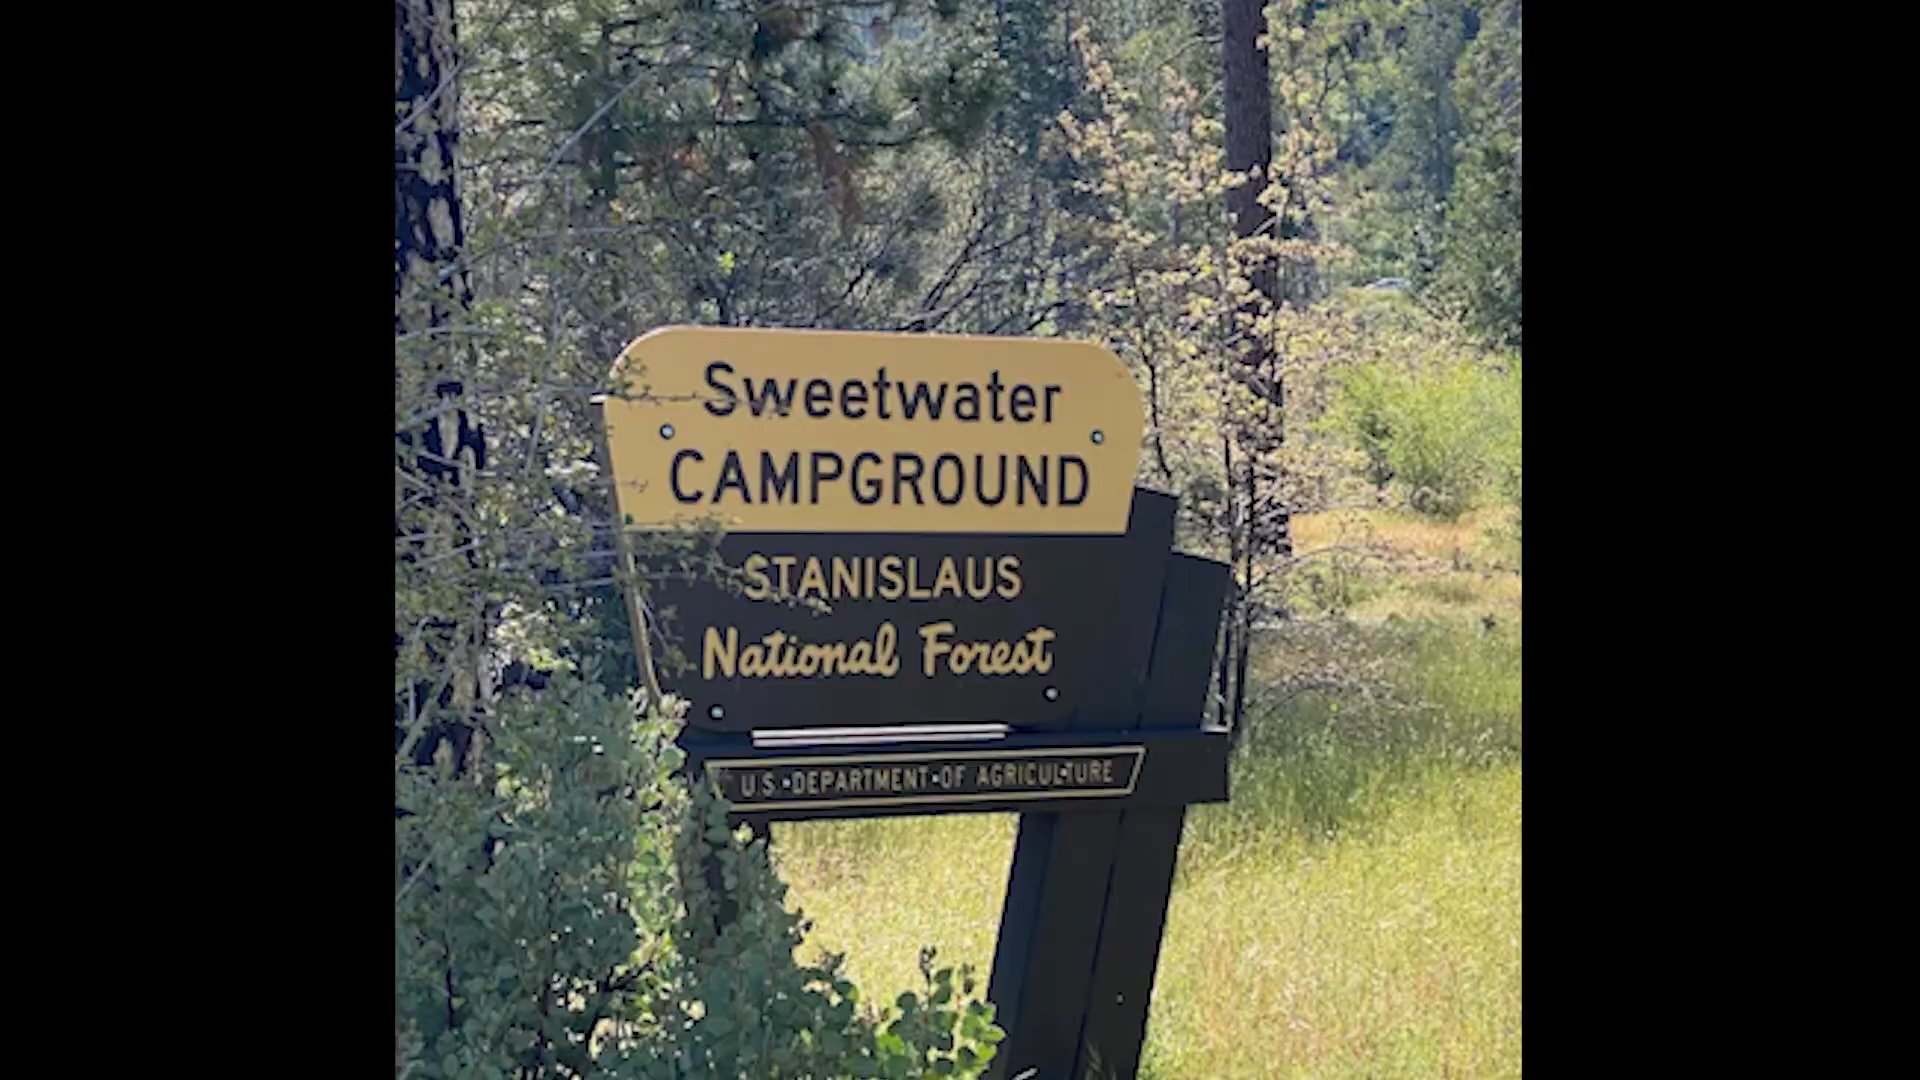 Sweetwater
CAMPGROUND
STANISLAUS
National Forest
U.S•DEPARTMENT•OF AGRICULTURE